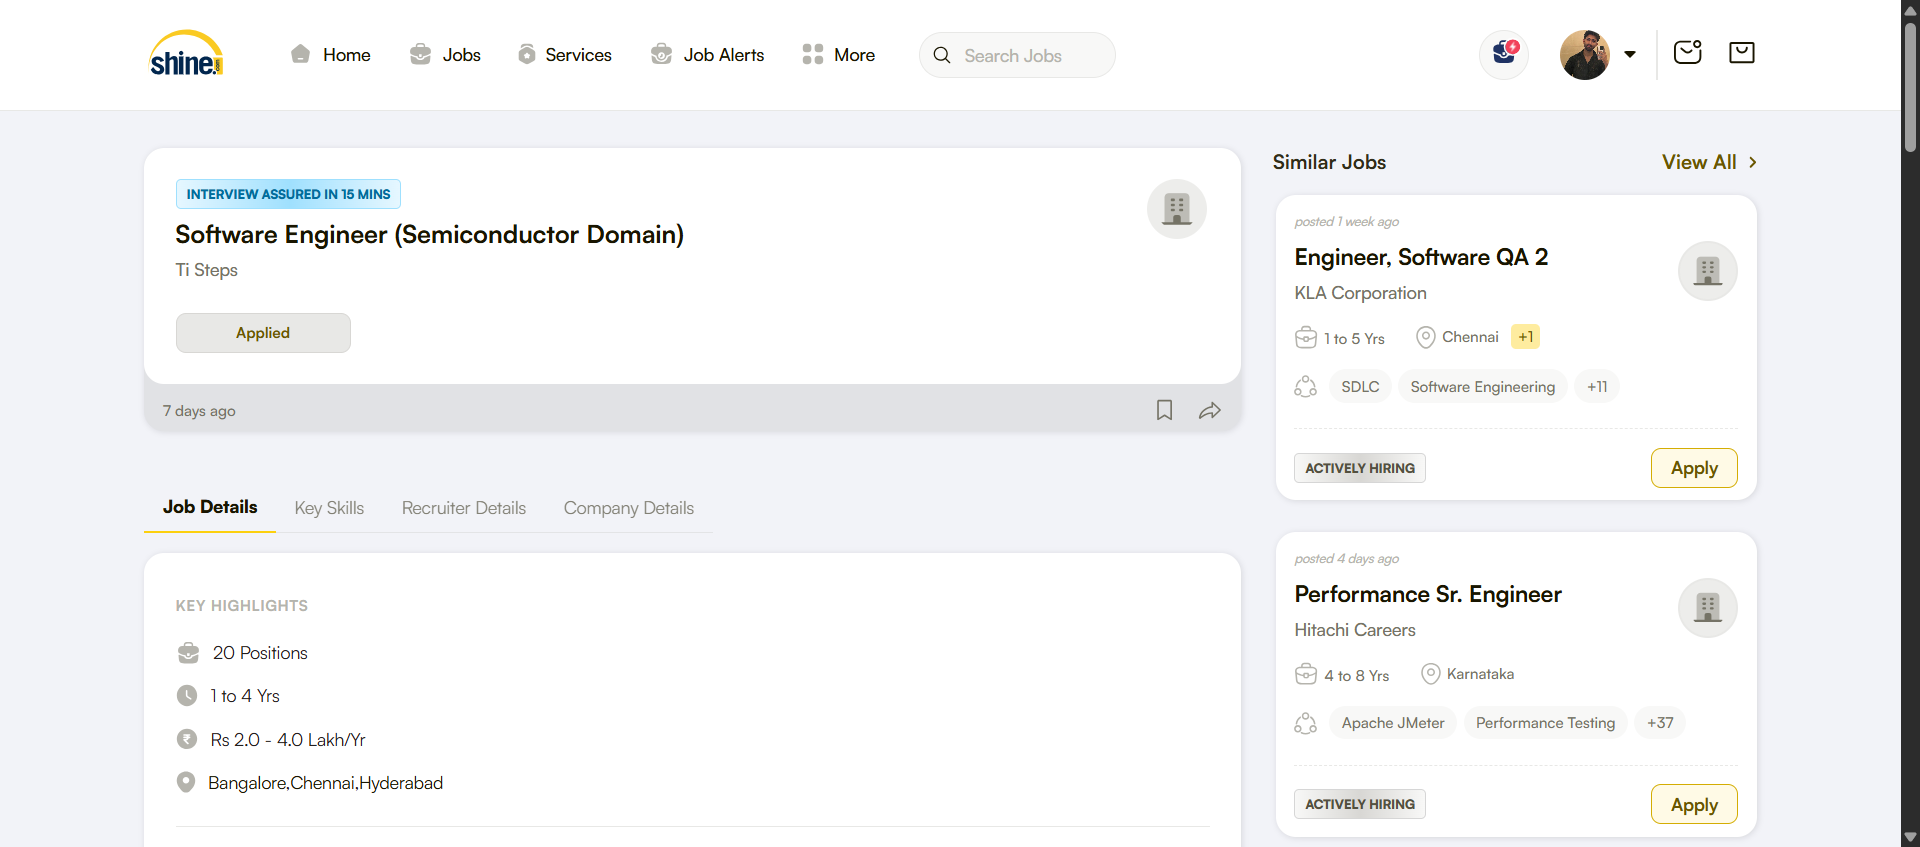 shine.com
Home
Jobs
Services
Job Alerts
More
Search Jobs
INTERVIEW ASSURED IN 15 MINS
Software Engineer (Semiconductor Domain)
Ti Steps
Applied
7 days ago
Job Details
Key Skills
Recruiter Details
Company Details
KEY HIGHLIGHTS
20 Positions
1 to 4 Yrs
Rs 2.0 - 4.0 Lakh/Yr
Bangalore,Chennai,Hyderabad
Similar Jobs
View All
posted 1 week ago
Engineer, Software QA 2
KLA Corporation
1 to 5 Yrs
Chennai +1
SDLC
Software Engineering
+11
ACTIVELY HIRING
Apply
posted 4 days ago
Performance Sr. Engineer
Hitachi Careers
4 to 8 Yrs
Karnataka
Apache JMeter
Performance Testing
+37
ACTIVELY HIRING
Apply